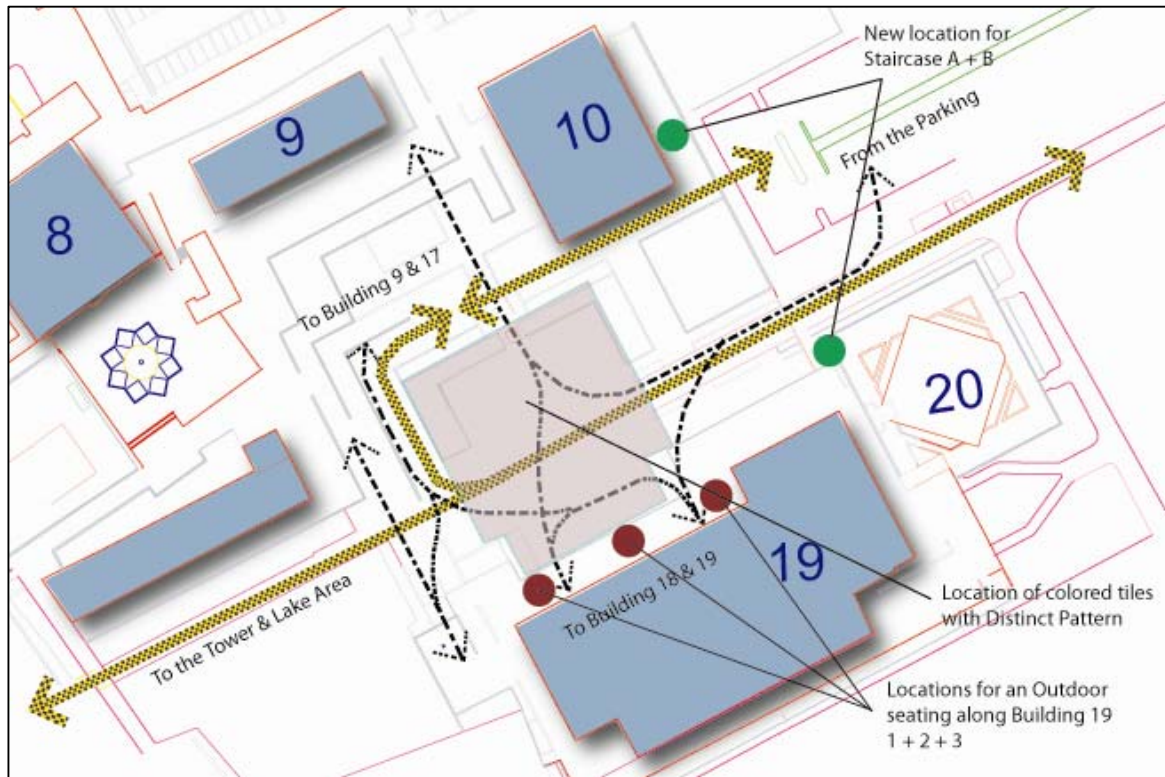 New location for
Staircase A + B
9
10
From the Parking
8
To Building 9 & 17
20
19
To Building 18 & 19
To the Tower & Lake Area
Location of colored tiles
with Distinct Pattern
Locations for an Outdoor
seating along Building 19
1 + 2 + 3